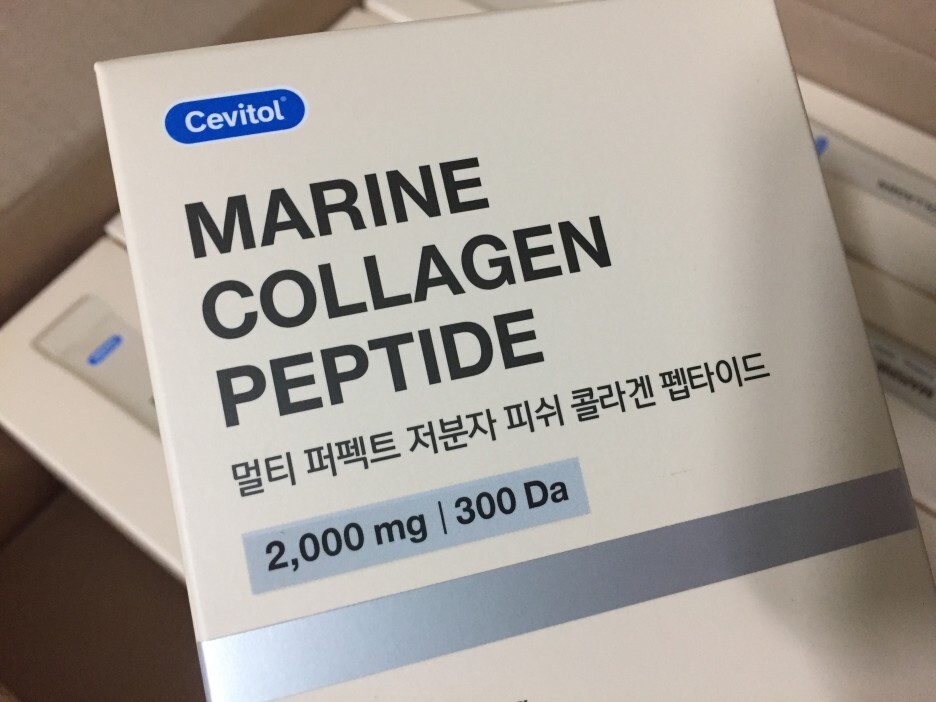 Cevitol®
MARINE
COLLAGEN
PEPTIDE
멀티 퍼펙트 저분자 피쉬 콜라겐 펩타이드
2,000 mg | 300 Da